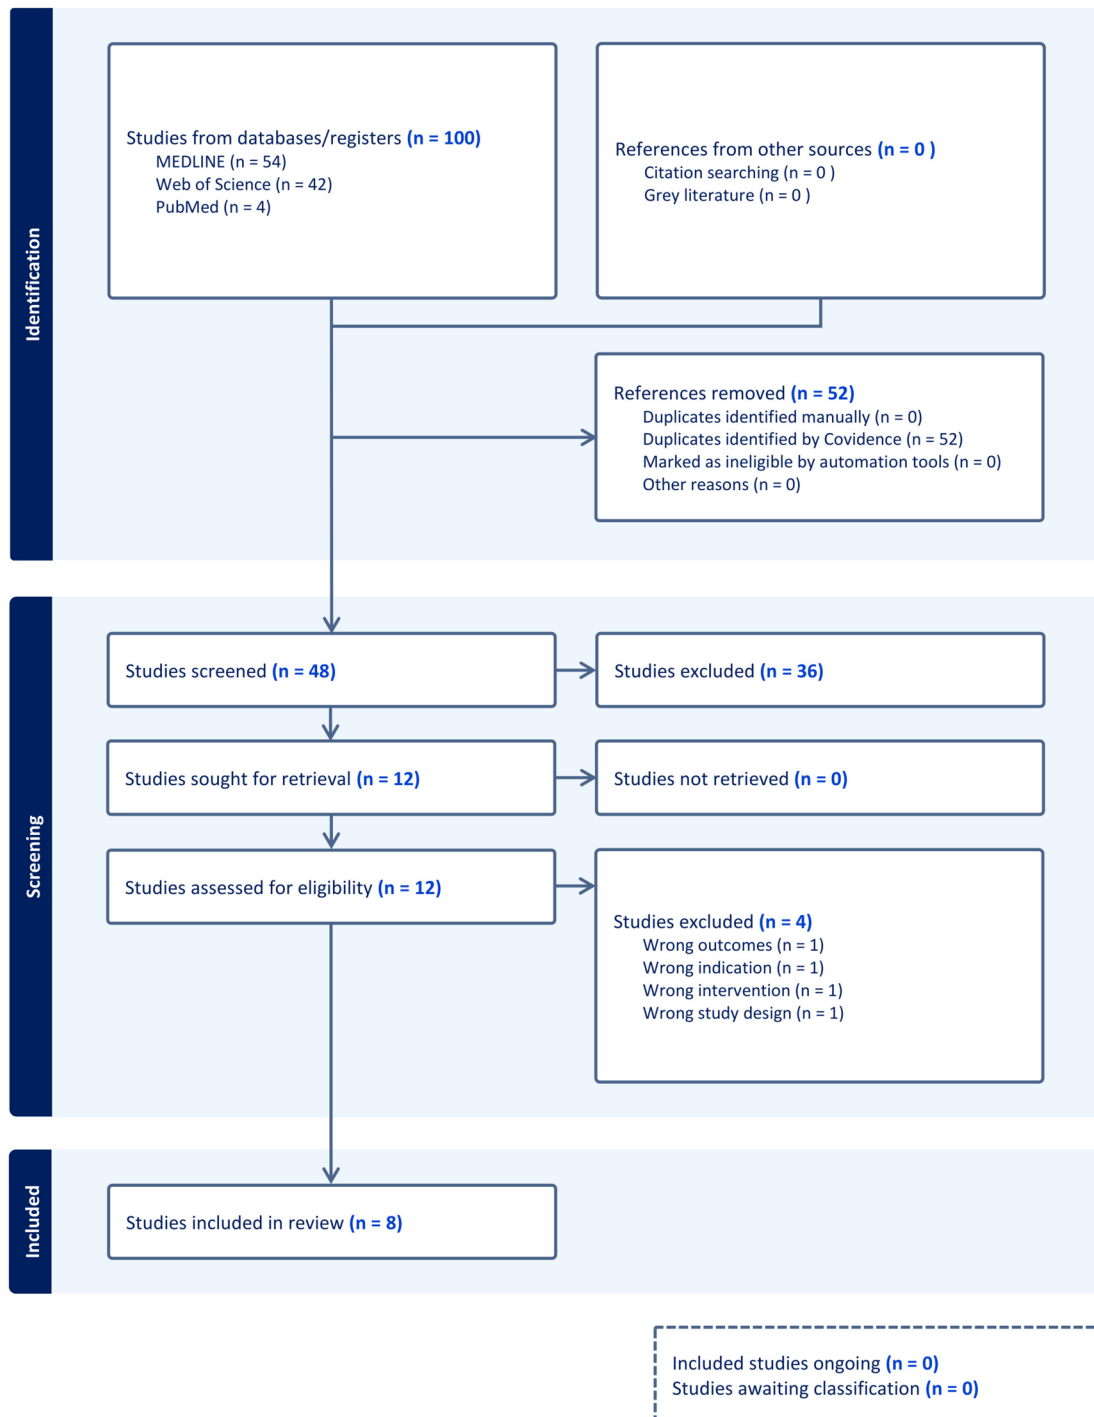 Identification
Studies from databases/registers (n = 100)
MEDLINE (n = 54)
Web of Science (n = 42)
PubMed (n = 4)
References from other sources (n = 0 )
Citation searching (n = 0 )
Grey literature (n = 0 )
References removed (n = 52)
Duplicates identified manually (n = 0)
Duplicates identified by Covidence (n = 52)
Marked as ineligible by automation tools (n = 0)
Other reasons (n = 0)
Screening
Studies screened (n = 48)
Studies excluded (n = 36)
Studies sought for retrieval (n = 12)
Studies not retrieved (n = 0)
Studies assessed for eligibility (n = 12)
Studies excluded (n = 4)
Wrong outcomes (n = 1)
Wrong indication (n = 1)
Wrong intervention (n = 1)
Wrong study design (n = 1)
Included
Studies included in review (n = 8)
Included studies ongoing (n = 0)
Studies awaiting classification (n = 0)